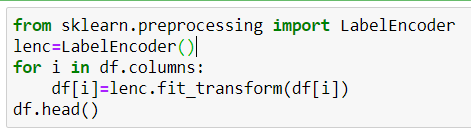 from sklearn.preprocessing import LabelEncoder
lenc=LabelEncoder()
for i in df.columns:
    df[i]=lenc.fit_transform(df[i])
df.head()